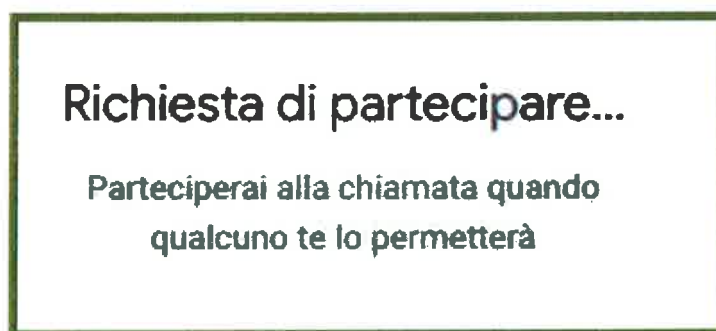 Richiesta di partecipare...
Parteciperai alla chiamata quando
qualcuno te lo permetterà